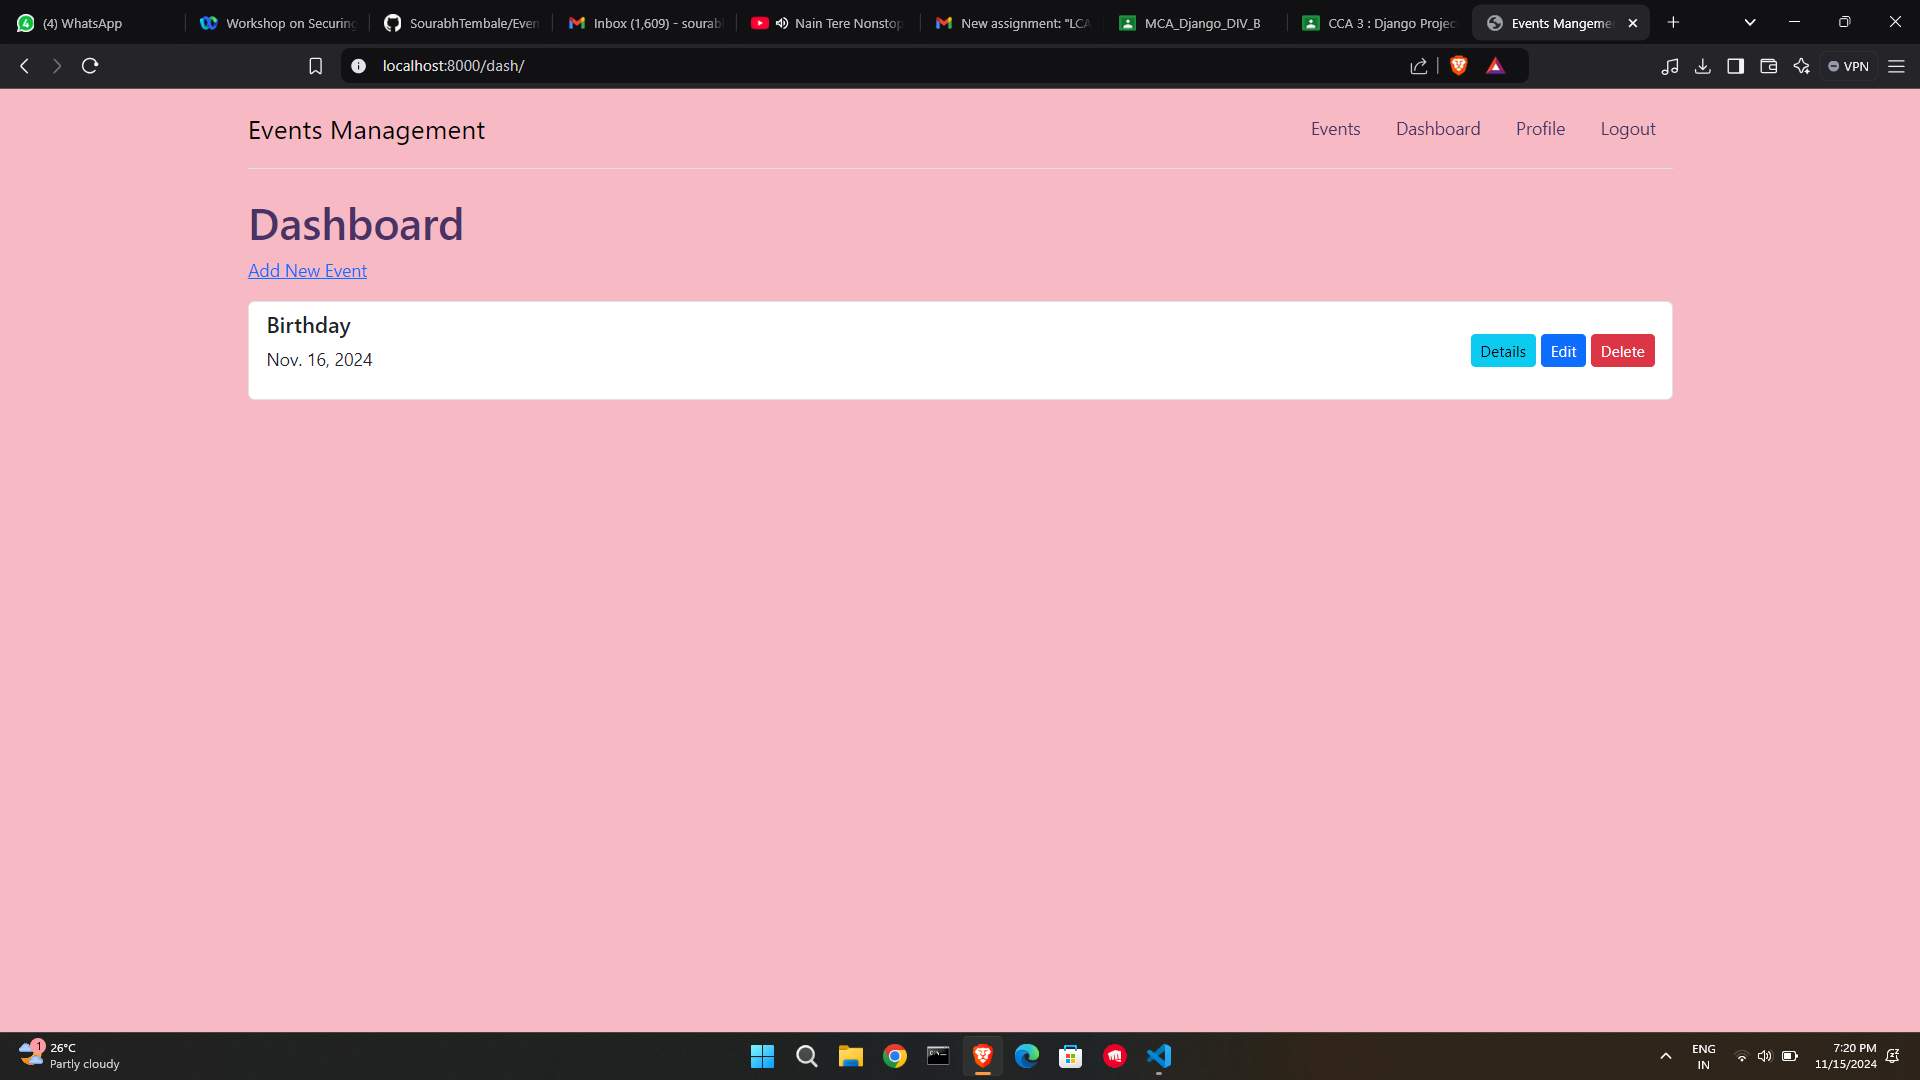 (4) WhatsApp
Workshop on Securing
SourabhTembale/Even
Inbox (1,609) - sourab
Nain Tere Nonstop
New assignment: "LCA
MCA_Django_DIV_B
CCA 3 : Django Projec
Events Mangeme
localhost:8000/dash/
VPN
Events Management
Events
Dashboard
Profile
Logout
Dashboard
Add New Event
Birthday
Nov. 16, 2024
Details
Edit
Delete
1
26°C
Partly cloudy
ENG
IN
7:20 PM
11/15/2024